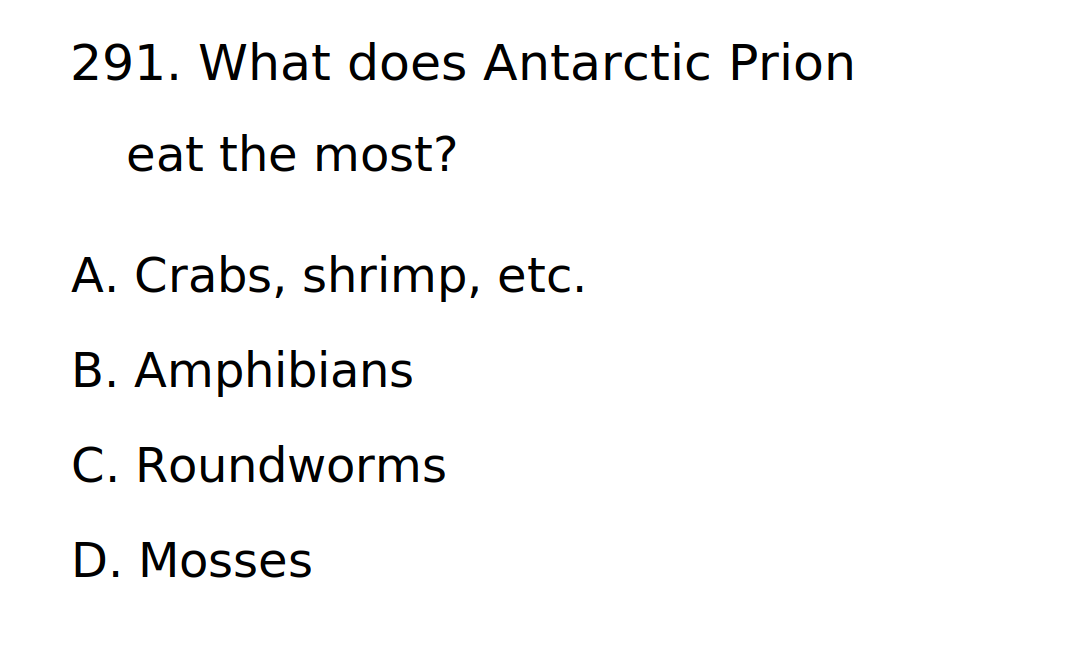 291. What does Antarctic Prion
eat the most?
A. Crabs, shrimp, etc.
B. Amphibians
C. Roundworms
D. Mosses